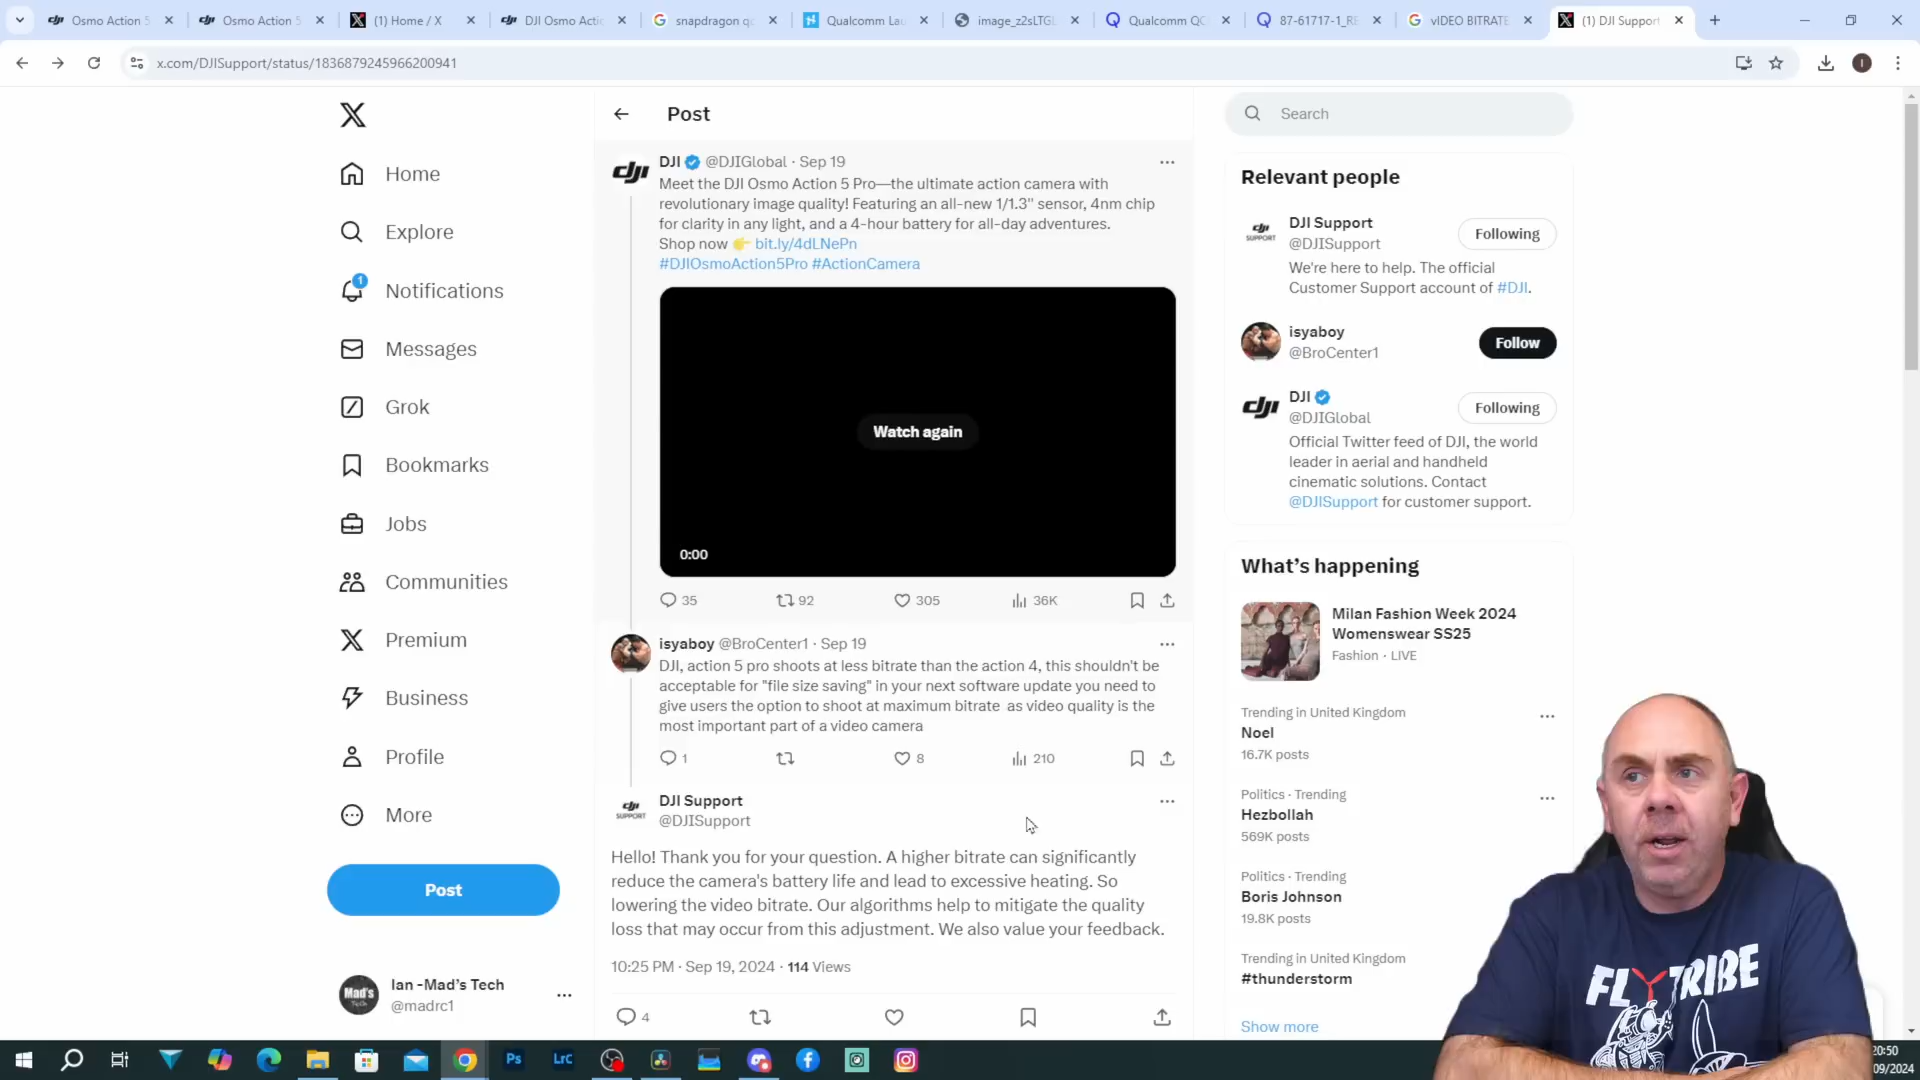 Osmo Action 5
Osmo Action 5
(1) Home / X
DJI Osmo Actic
snapdragon qc
Qualcomm Lau
image_z2sLTGL
Qualcomm QC
87-61717-1_RE
vIDEO BITRATE
(1) DJI Support
x.com/DJISupport/status/1836879245966200941
Home
Explore
1
Notifications
Messages
Grok
Bookmarks
Jobs
Communities
Premium
Business
Profile
More
Post
Ian -Mad's Tech
@madrc1
Mad's
Post
dji
DJI @DJIGlobal · Sep 19
Meet the DJI Osmo Action 5 Pro—the ultimate action camera with
revolutionary image quality! Featuring an all-new 1/1.3" sensor, 4nm chip
for clarity in any light, and a 4-hour battery for all-day adventures.
Shop now 👉 bit.ly/4dLNePn
#DJIOsmoAction5Pro #ActionCamera
Watch again
0:00
35 92 305 36K
isyaboy @BroCenter1 · Sep 19
DJI, action 5 pro shoots at less bitrate than the action 4, this shouldn't be
acceptable for "file size saving" in your next software update you need to
give users the option to shoot at maximum bitrate as video quality is the
most important part of a video camera
1 8 210
dji
SUPPORT
DJI Support
@DJISupport
Hello! Thank you for your question. A higher bitrate can significantly
reduce the camera's battery life and lead to excessive heating. So
lowering the video bitrate. Our algorithms help to mitigate the quality
loss that may occur from this adjustment. We also value your feedback.
10:25 PM · Sep 19, 2024 · 114 Views
4
Search
Relevant people
dji
SUPPORT
DJI Support
@DJISupport
Following
We're here to help. The official
Customer Support account of #DJI.
isyaboy
@BroCenter1
Follow
dji
DJI
@DJIGlobal
Following
Official Twitter feed of DJI, the world
leader in aerial and handheld
cinematic solutions. Contact
@DJISupport for customer support.
What's happening
Milan Fashion Week 2024
Womenswear SS25
Fashion · LIVE
Trending in United Kingdom
Noel
16.7K posts
Politics · Trending
Hezbollah
569K posts
Politics · Trending
Boris Johnson
19.8K posts
Trending in United Kingdom
#thunderstorm
Show more
FLYTRIBE
Ps
LrC
20:50
09/2024